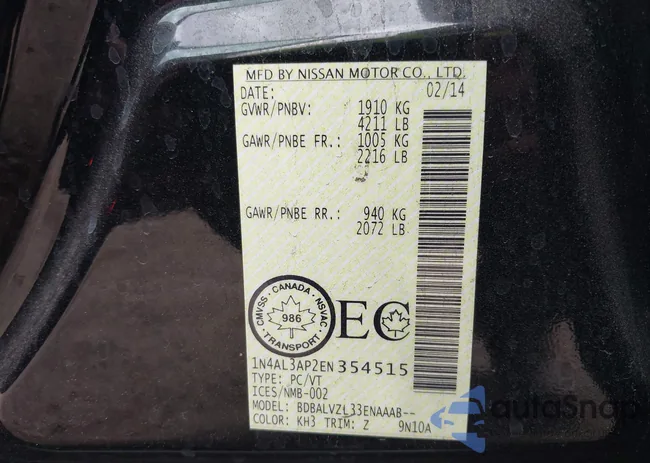 MFD BY NISSAN MOTOR CO., LTD.
DATE: 02/14
GVWR/PNBV: 1910 KG
4211 LB
GAWR/PNBE FR.: 1005 KG
2216 LB
GAWR/PNBE RR.: 940 KG
2072 LB
CMVSS · CANADA · NSVAC
986
TRANSPORT
EC
1N4AL3AP2EN354515
TYPE: PC/VT
ICES/NMB-002
MODEL: BDBALVZL33ENAAAB--
COLOR: KH3 TRIM: Z 9N10A
autoSnap